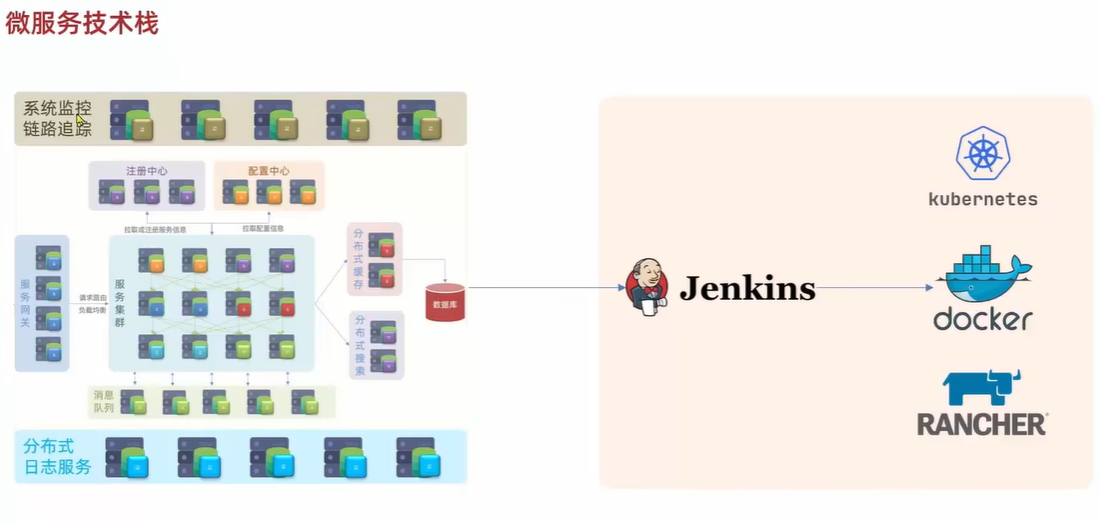 微服务技术栈
系统监控
链路追踪
注册中心
配置中心
拉取或注册服务信息
拉取配置信息
服务网关
请求路由
负载均衡
服务集群
分布式缓存
数据库
分布式搜索
消息
队列
分布式
日志服务
Jenkins
kubernetes
docker
RANCHER